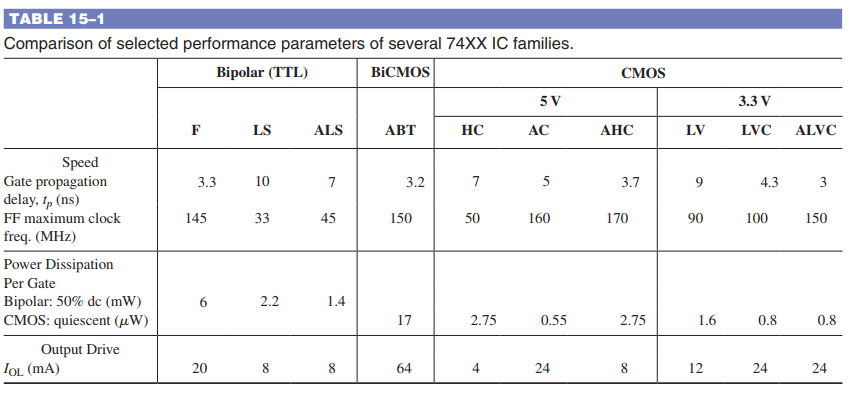 TABLE 15–1
Comparison of selected performance parameters of several 74XX IC families.
Bipolar (TTL) BiCMOS CMOS
5 V 3.3 V
F LS ALS ABT HC AC AHC LV LVC ALVC
Speed
Gate propagation 3.3 10 7 3.2 7 5 3.7 9 4.3 3
delay, tp (ns)
FF maximum clock 145 33 45 150 50 160 170 90 100 150
freq. (MHz)
Power Dissipation
Per Gate
Bipolar: 50% dc (mW) 6 2.2 1.4
CMOS: quiescent (μW) 17 2.75 0.55 2.75 1.6 0.8 0.8
Output Drive
IOL (mA) 20 8 8 64 4 24 8 12 24 24